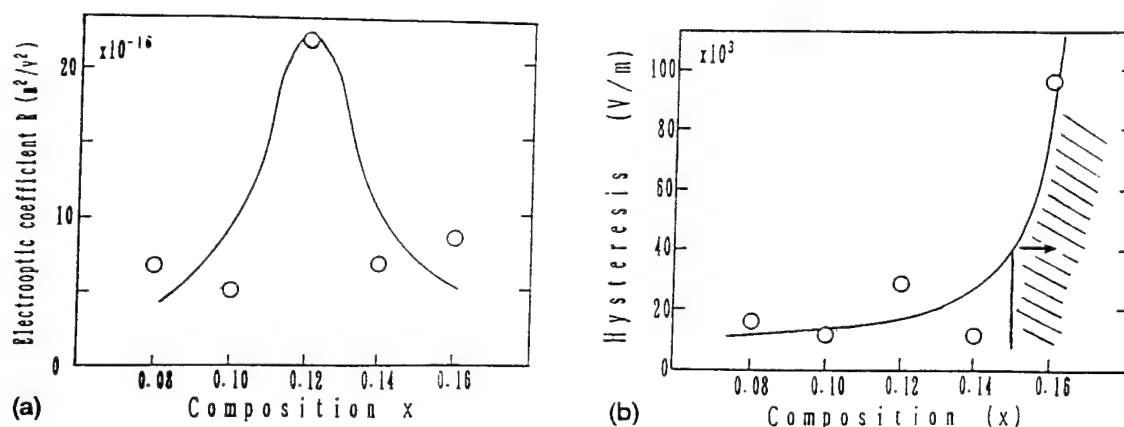 x10⁻¹⁶
Electrooptic coefficient R (m²/v²)
20
10
0
0.08 0.10 0.12 0.14 0.16
Composition x
(a)
x10³
Hysteresis (V/m)
100
80
60
40
20
0
0.08 0.10 0.12 0.14 0.16
Composition (x)
(b)